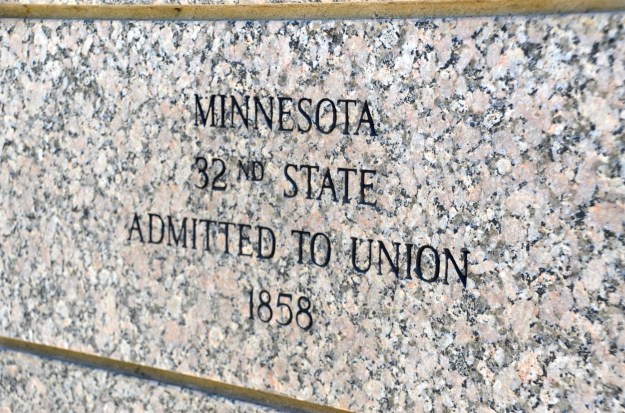 MINNESOTA
32ND STATE
ADMITTED TO UNION
1858